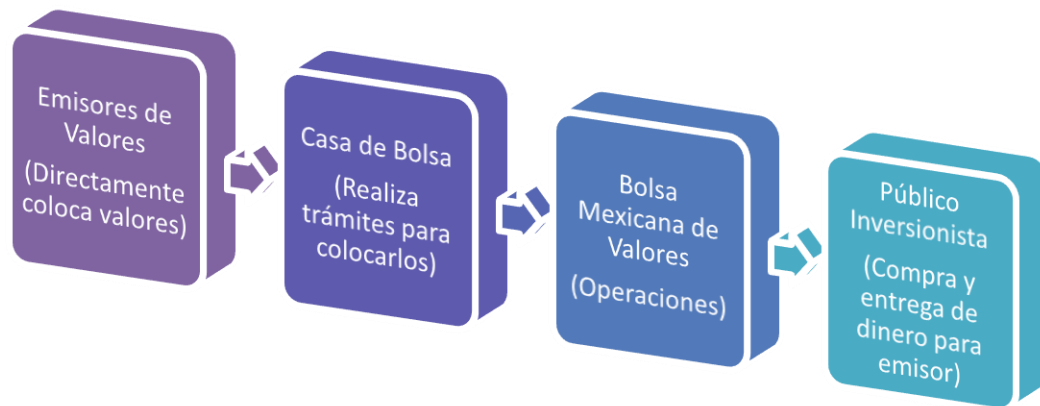 Emisores de
Valores
(Directamente
coloca valores)
Casa de Bolsa
(Realiza
trámites para
colocarlos)
Bolsa
Mexicana de
Valores
(Operaciones)
Público
Inversionista
(Compra y
entrega de
dinero para
emisor)